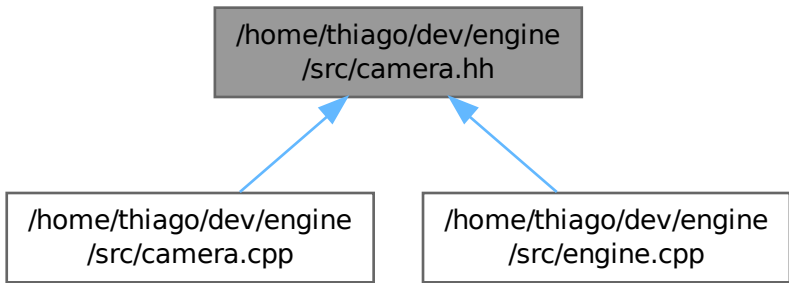 /home/thiago/dev/engine
/src/camera.hh
/home/thiago/dev/engine
/src/camera.cpp
/home/thiago/dev/engine
/src/engine.cpp